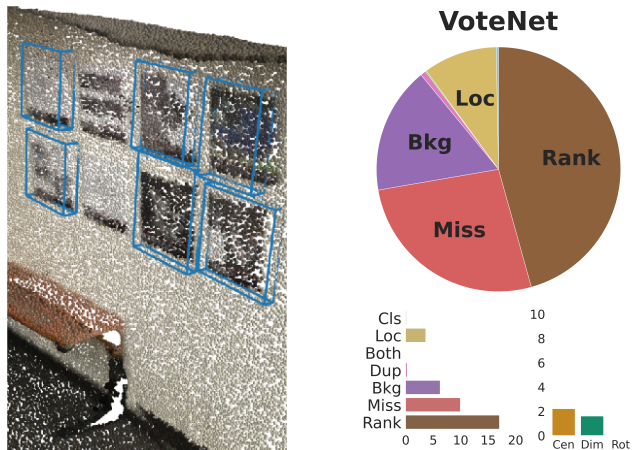 VoteNet
Loc
Bkg
Rank
Miss
Cls
Loc
Both
Dup
Bkg
Miss
Rank
0 5 10 15 20
10
8
6
4
2
0
Cen Dim Rot